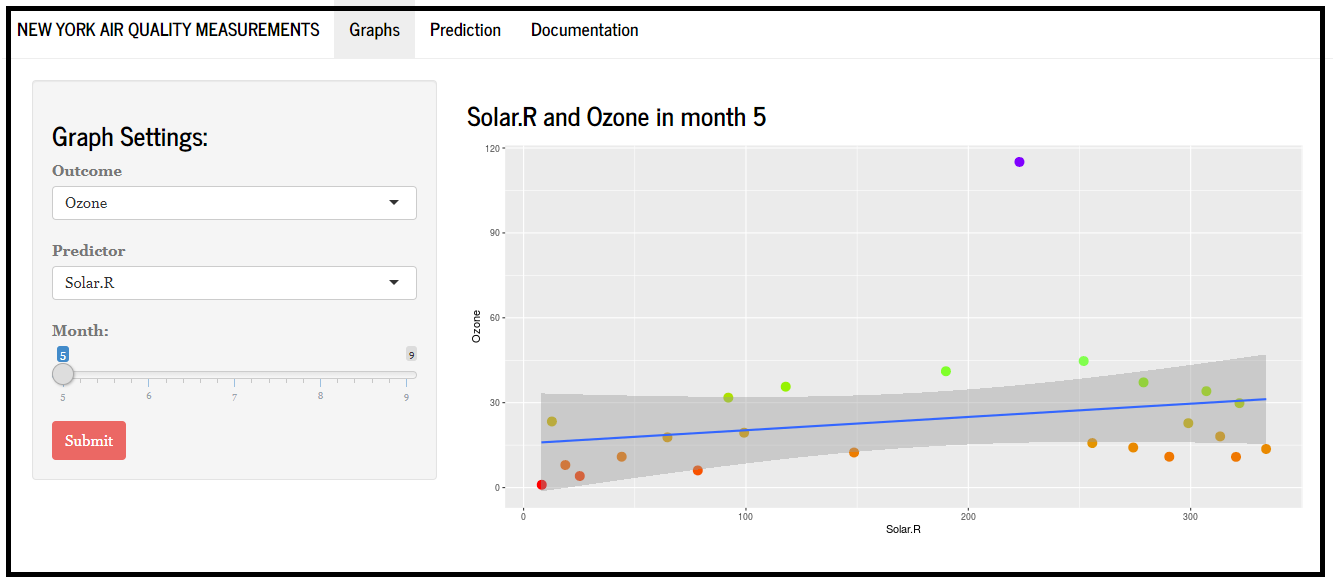 NEW YORK AIR QUALITY MEASUREMENTS Graphs Prediction Documentation
Graph Settings:
Outcome
Ozone
Predictor
Solar.R
Month:
5 9
5 6 7 8 9
Submit
Solar.R and Ozone in month 5
120
90
60
30
0
Ozone
0 100 200 300
Solar.R